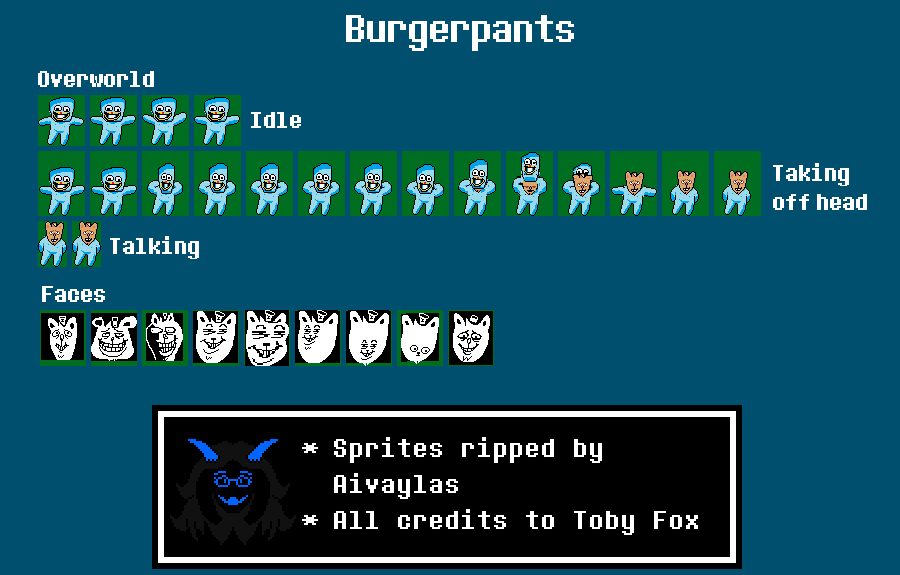 Burgerpants
Overworld
Idle
Taking
off head
Talking
Faces
* Sprites ripped by
Aivaylas
* All credits to Toby Fox